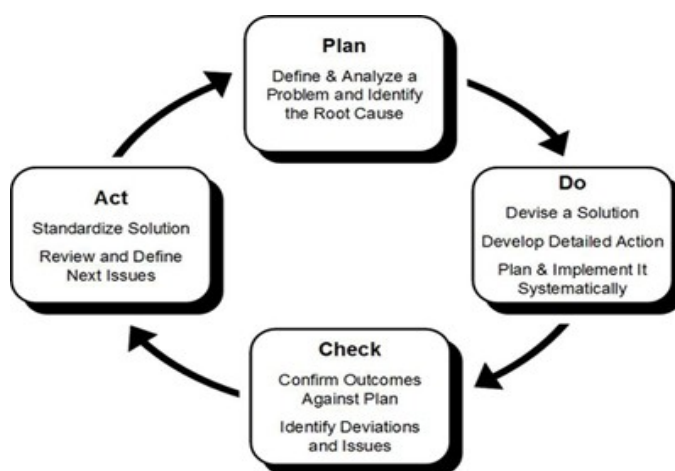 Plan
Define & Analyze a
Problem and Identify
the Root Cause
Do
Devise a Solution
Develop Detailed Action
Plan & Implement It
Systematically
Check
Confirm Outcomes
Against Plan
Identify Deviations
and Issues
Act
Standardize Solution
Review and Define
Next Issues